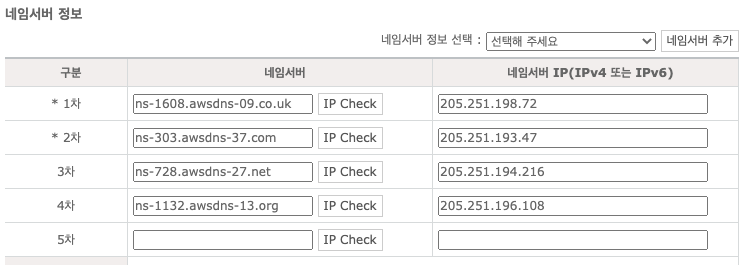 네임서버 정보
네임서버 정보 선택 : 선택해 주세요 네임서버 추가
구분 네임서버 네임서버 IP(IPv4 또는 IPv6)
* 1차 ns-1608.awsdns-09.co.uk IP Check 205.251.198.72
* 2차 ns-303.awsdns-37.com IP Check 205.251.193.47
3차 ns-728.awsdns-27.net IP Check 205.251.194.216
4차 ns-1132.awsdns-13.org IP Check 205.251.196.108
5차 IP Check